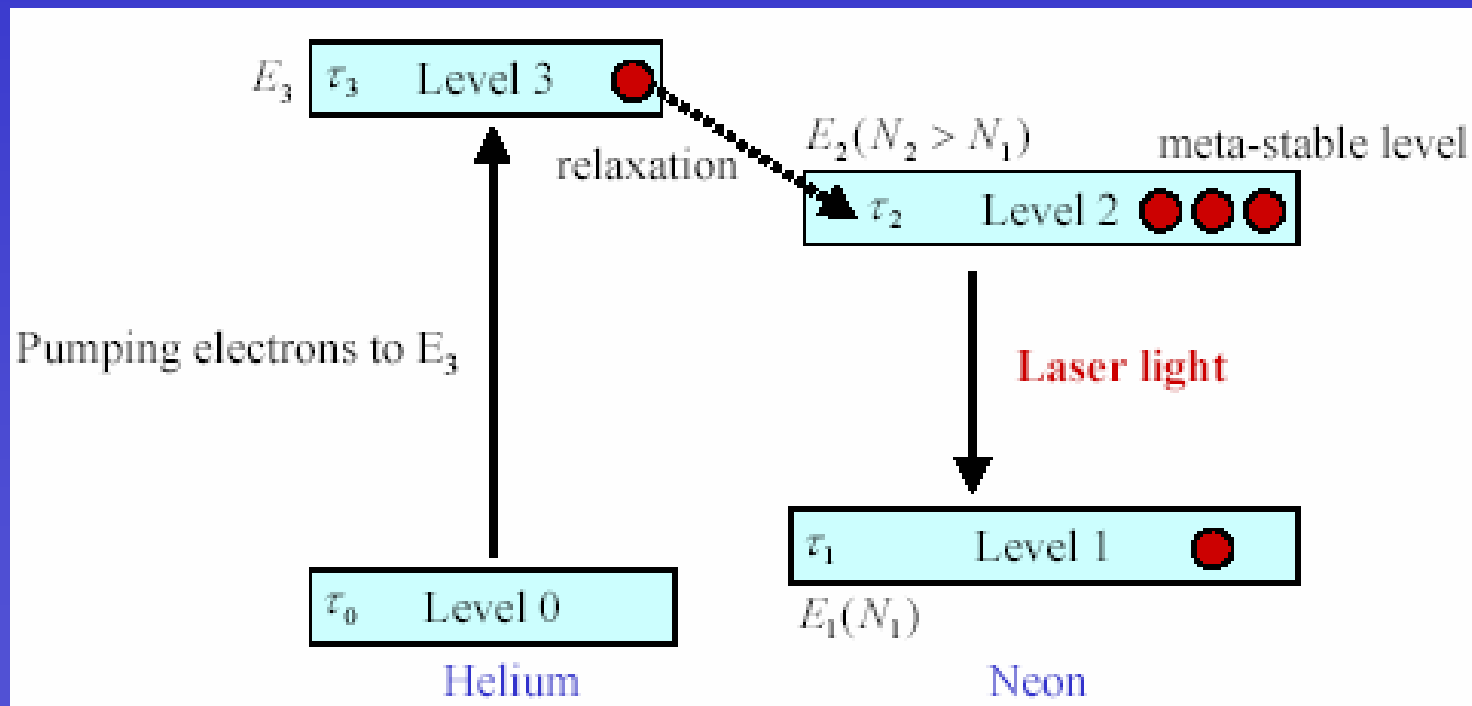 E₃ τ₃ Level 3
E₂(N₂ > N₁) meta-stable level
relaxation
τ₂ Level 2
Pumping electrons to E₃
Laser light
τ₁ Level 1
τ₀ Level 0
E₁(N₁)
Helium Neon